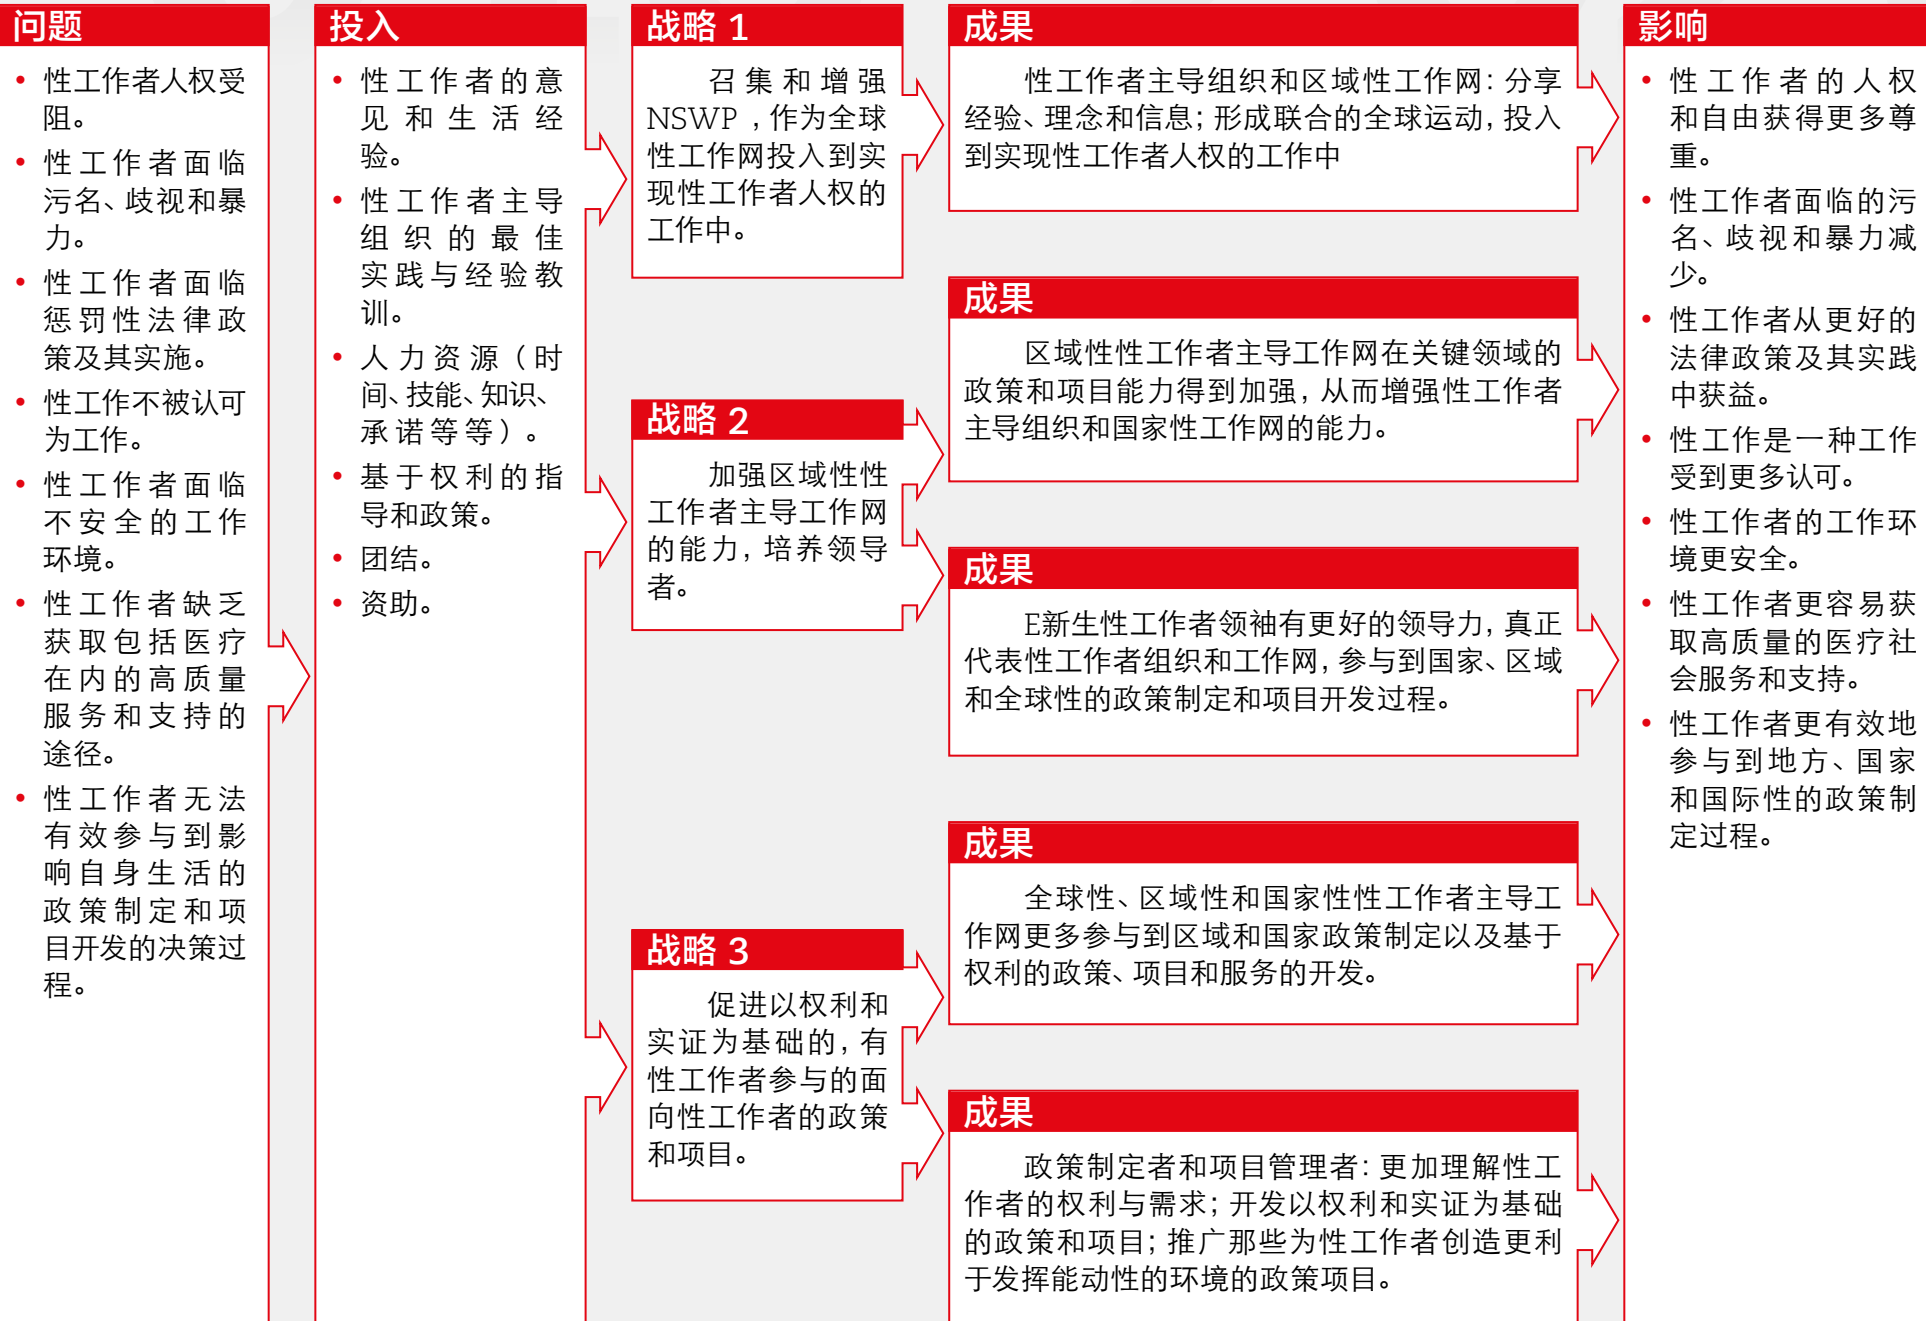 问题
• 性工作者人权受
阻。
• 性工作者面临
污名、歧视和暴
力。
• 性工作者面临
惩罚性法律政
策及其实施。
• 性工作不被认可
为工作。
• 性工作者面临
不安全的工作
环境。
• 性工作者缺乏
获取包括医疗
在内的高质量
服务和支持的
途径。
• 性工作者无法
有效参与到影
响自身生活的
政策制定和项
目开发的决策过
程。
投入
• 性工作者的意
见和生活经
验。
• 性工作者主导
组织的最佳
实践与经验教
训。
• 人力资源（时
间、技能、知识、
承诺等等）。
• 基于权利的指
导和政策。
• 团结。
• 资助。
战略 1
召集和增强
NSWP ，作为全球
性工作网投入到实
现性工作者人权的
工作中。
战略 2
加强区域性性
工作者主导工作网
的能力，培养领导
者。
战略 3
促进以权利和
实证为基础的，有
性工作者参与的面
向性工作者的政策
和项目。
成果
性工作者主导组织和区域性工作网：分享
经验、理念和信息；形成联合的全球运动，投入
到实现性工作者人权的工作中
成果
区域性性工作者主导工作网在关键领域的
政策和项目能力得到加强，从而增强性工作者
主导组织和国家性工作网的能力。
成果
E新生性工作者领袖有更好的领导力，真正
代表性工作者组织和工作网，参与到国家、区域
和全球性的政策制定和项目开发过程。
成果
全球性、区域性和国家性性工作者主导工
作网更多参与到区域和国家政策制定以及基于
权利的政策、项目和服务的开发。
成果
政策制定者和项目管理者：更加理解性工
作者的权利与需求；开发以权利和实证为基础
的政策和项目；推广那些为性工作者创造更利
于发挥能动性的环境的政策项目。
影响
• 性工作者的人权
和自由获得更多尊
重。
• 性工作者面临的污
名、歧视和暴力减
少。
• 性工作者从更好的
法律政策及其实践
中获益。
• 性工作是一种工作
受到更多认可。
• 性工作者的工作环
境更安全。
• 性工作者更容易获
取高质量的医疗社
会服务和支持。
• 性工作者更有效地
参与到地方、国家
和国际性的政策制
定过程。